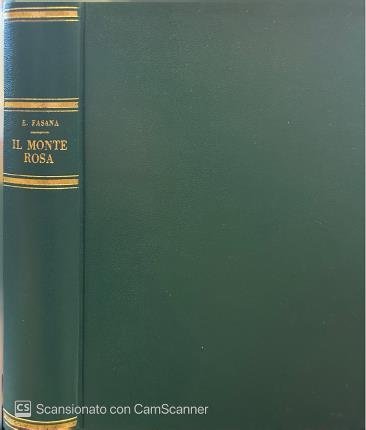 E. FASANA
IL MONTE
ROSA
CS Scansionato con CamScanner